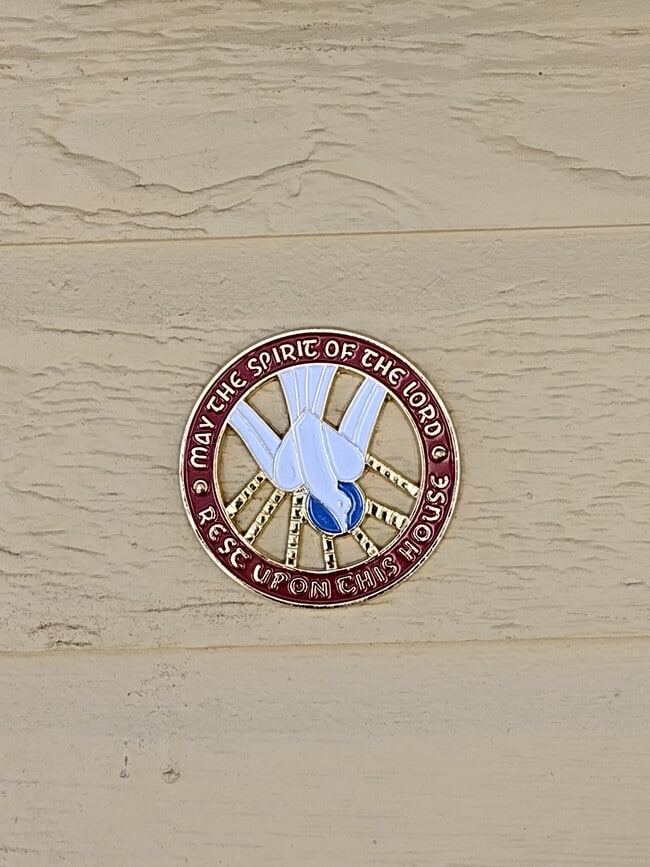 MAY THE SPIRIT OF THE LORD
REST UPON THIS HOUSE